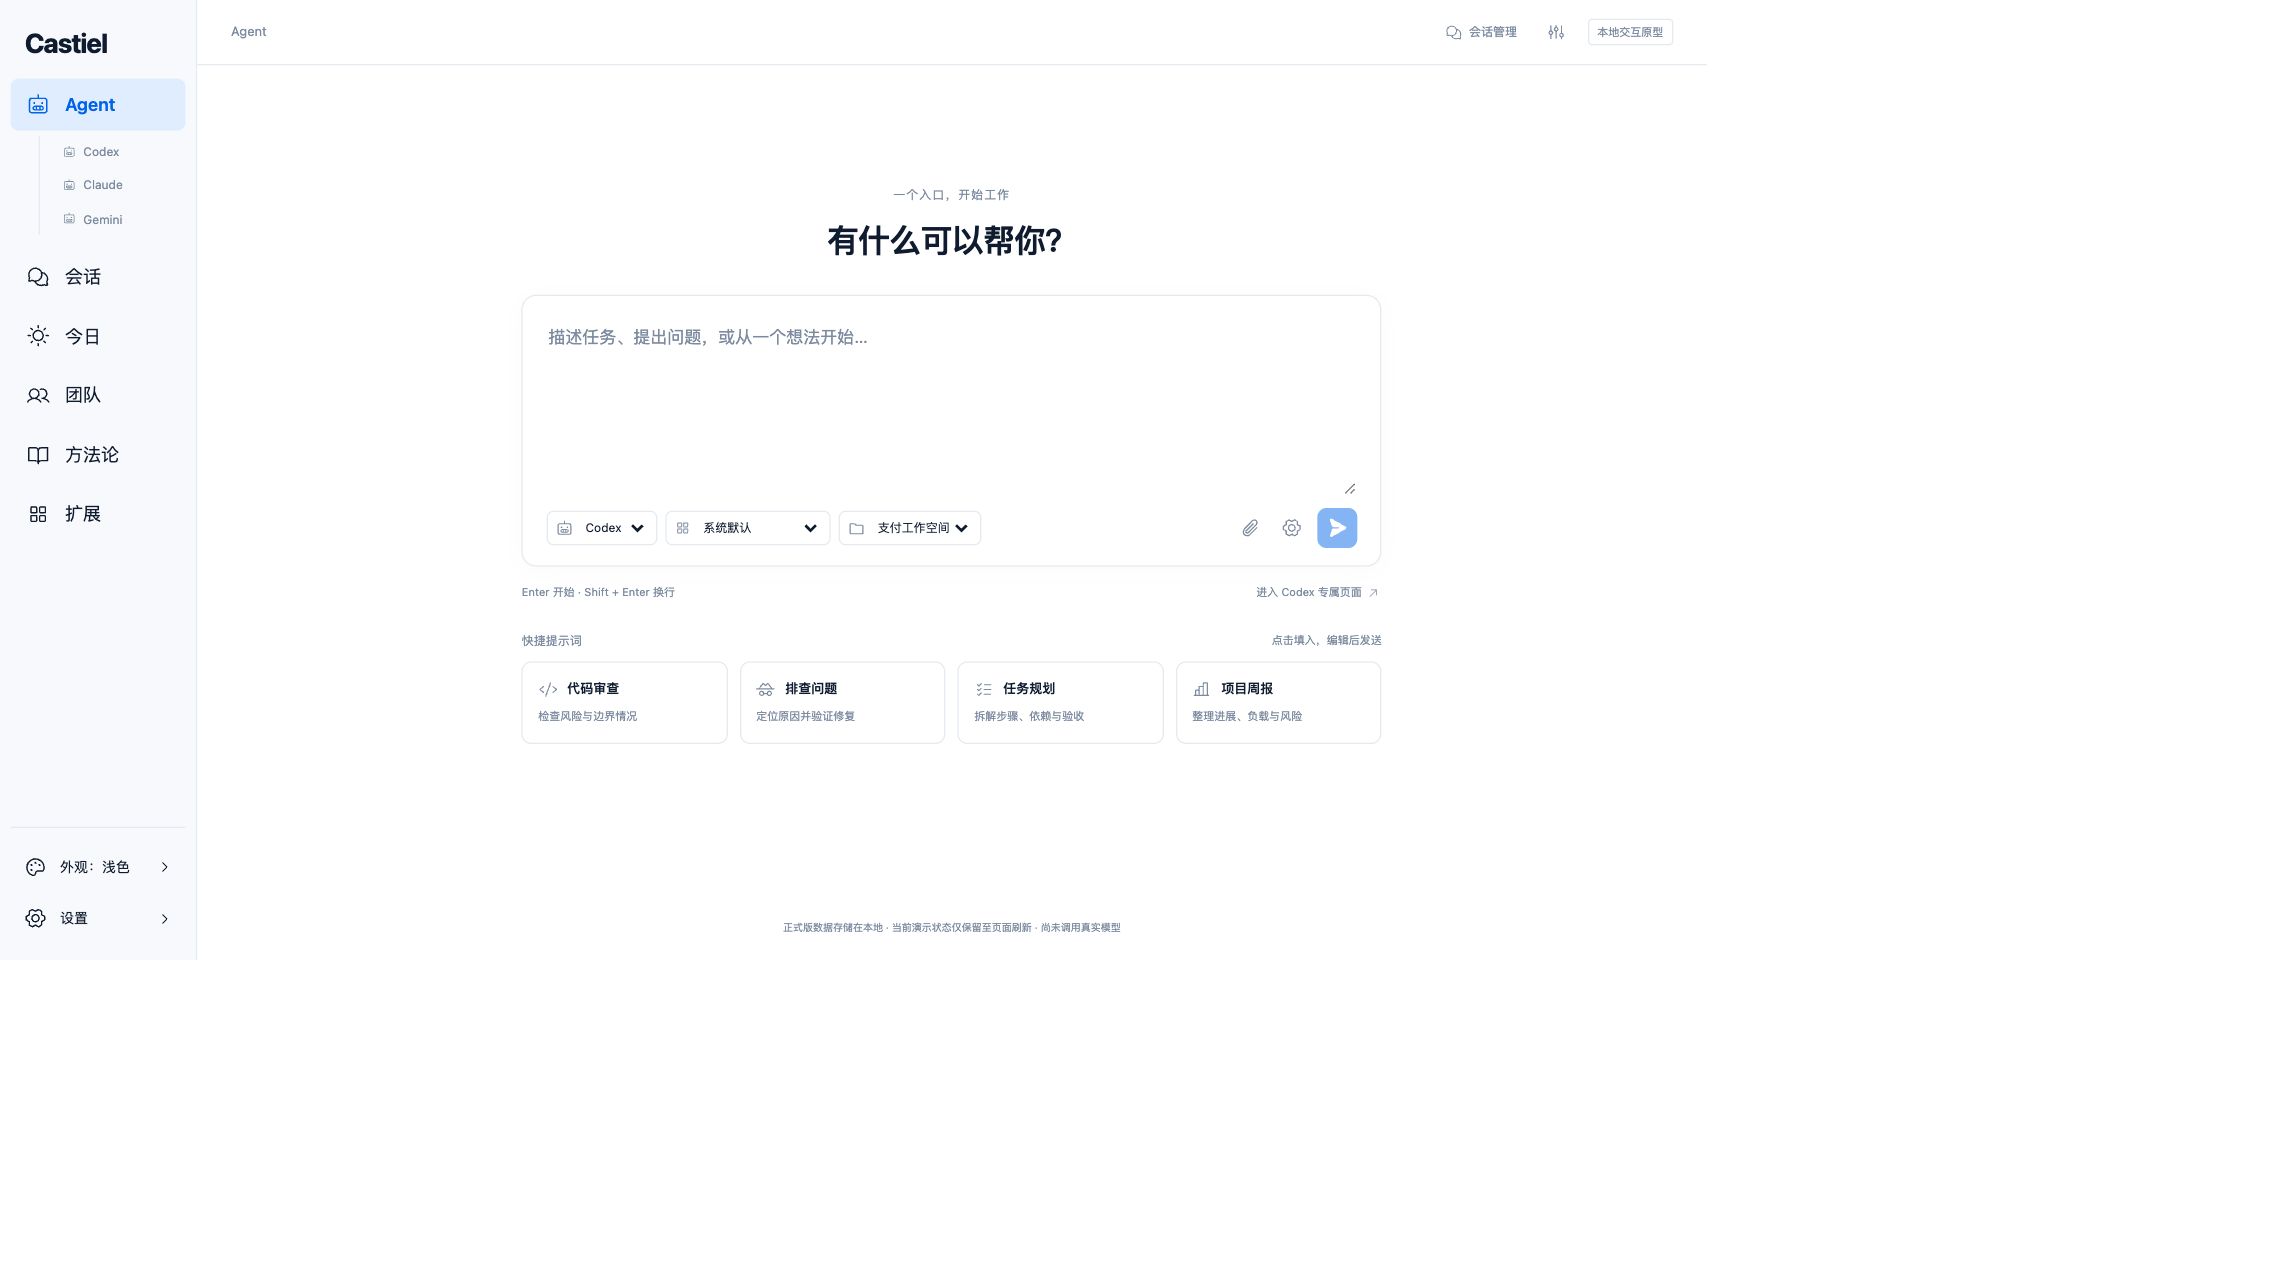 Castiel
Agent
Codex
Claude
Gemini
会话
今日
团队
方法论
扩展
外观：浅色
设置
Agent
会话管理
本地交互原型
一个入口，开始工作
有什么可以帮你？
描述任务、提出问题，或从一个想法开始...
Codex
系统默认
支付工作空间
Enter 开始 · Shift + Enter 换行
进入 Codex 专属页面
快捷提示词
点击填入，编辑后发送
代码审查
检查风险与边界情况
排查问题
定位原因并验证修复
任务规划
拆解步骤、依赖与验收
项目周报
整理进展、负载与风险
正式版数据存储在本地 · 当前演示状态仅保留至页面刷新 · 尚未调用真实模型